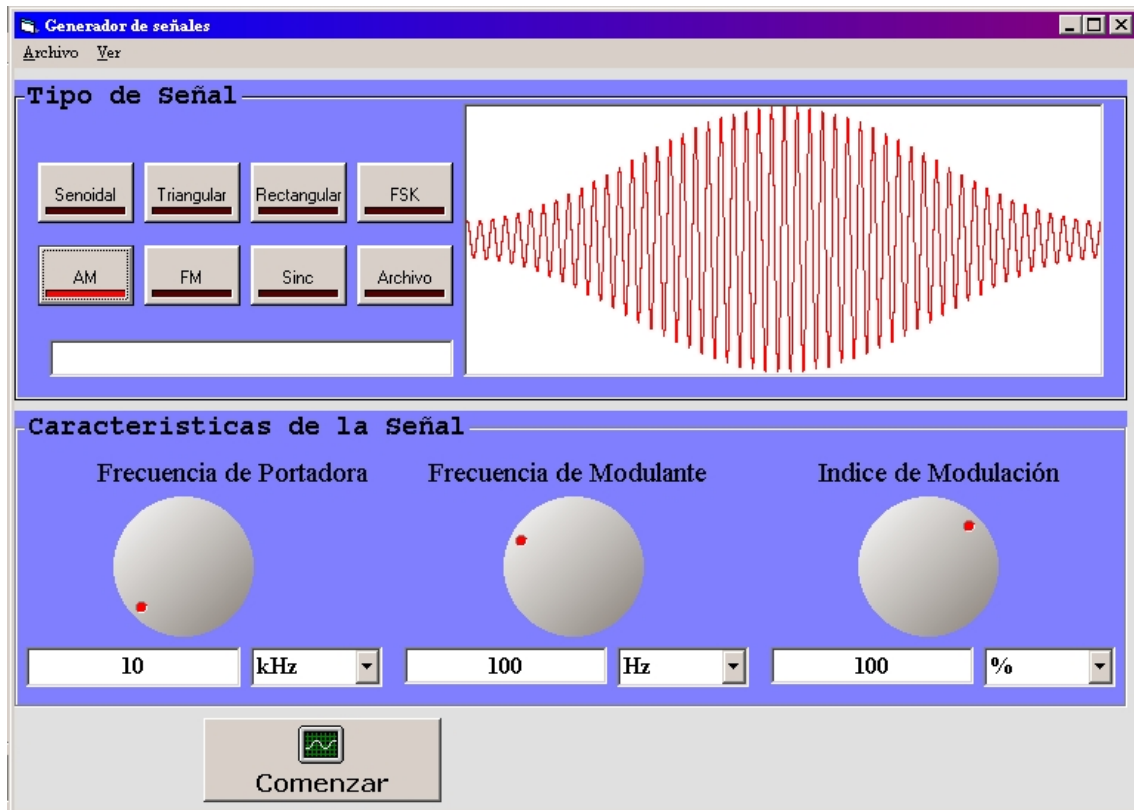 Generador de señales
Archivo Ver
Tipo de Señal
Senoidal Triangular Rectangular FSK
AM FM Sinc Archivo
Caracteristicas de la Señal
Frecuencia de Portadora Frecuencia de Modulante Indice de Modulación
10 kHz 100 Hz 100 %
Comenzar